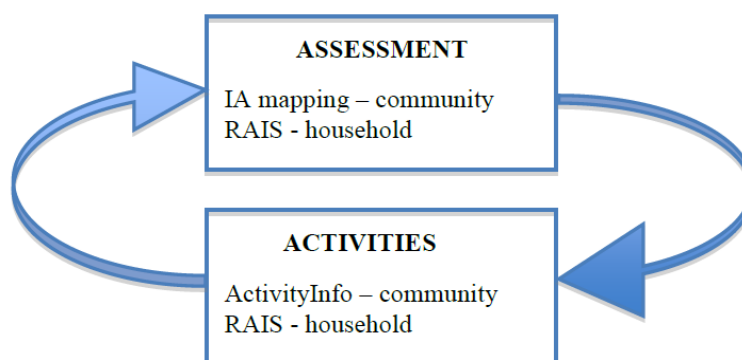 ASSESSMENT
IA mapping – community
RAIS - household
ACTIVITIES
ActivityInfo – community
RAIS - household